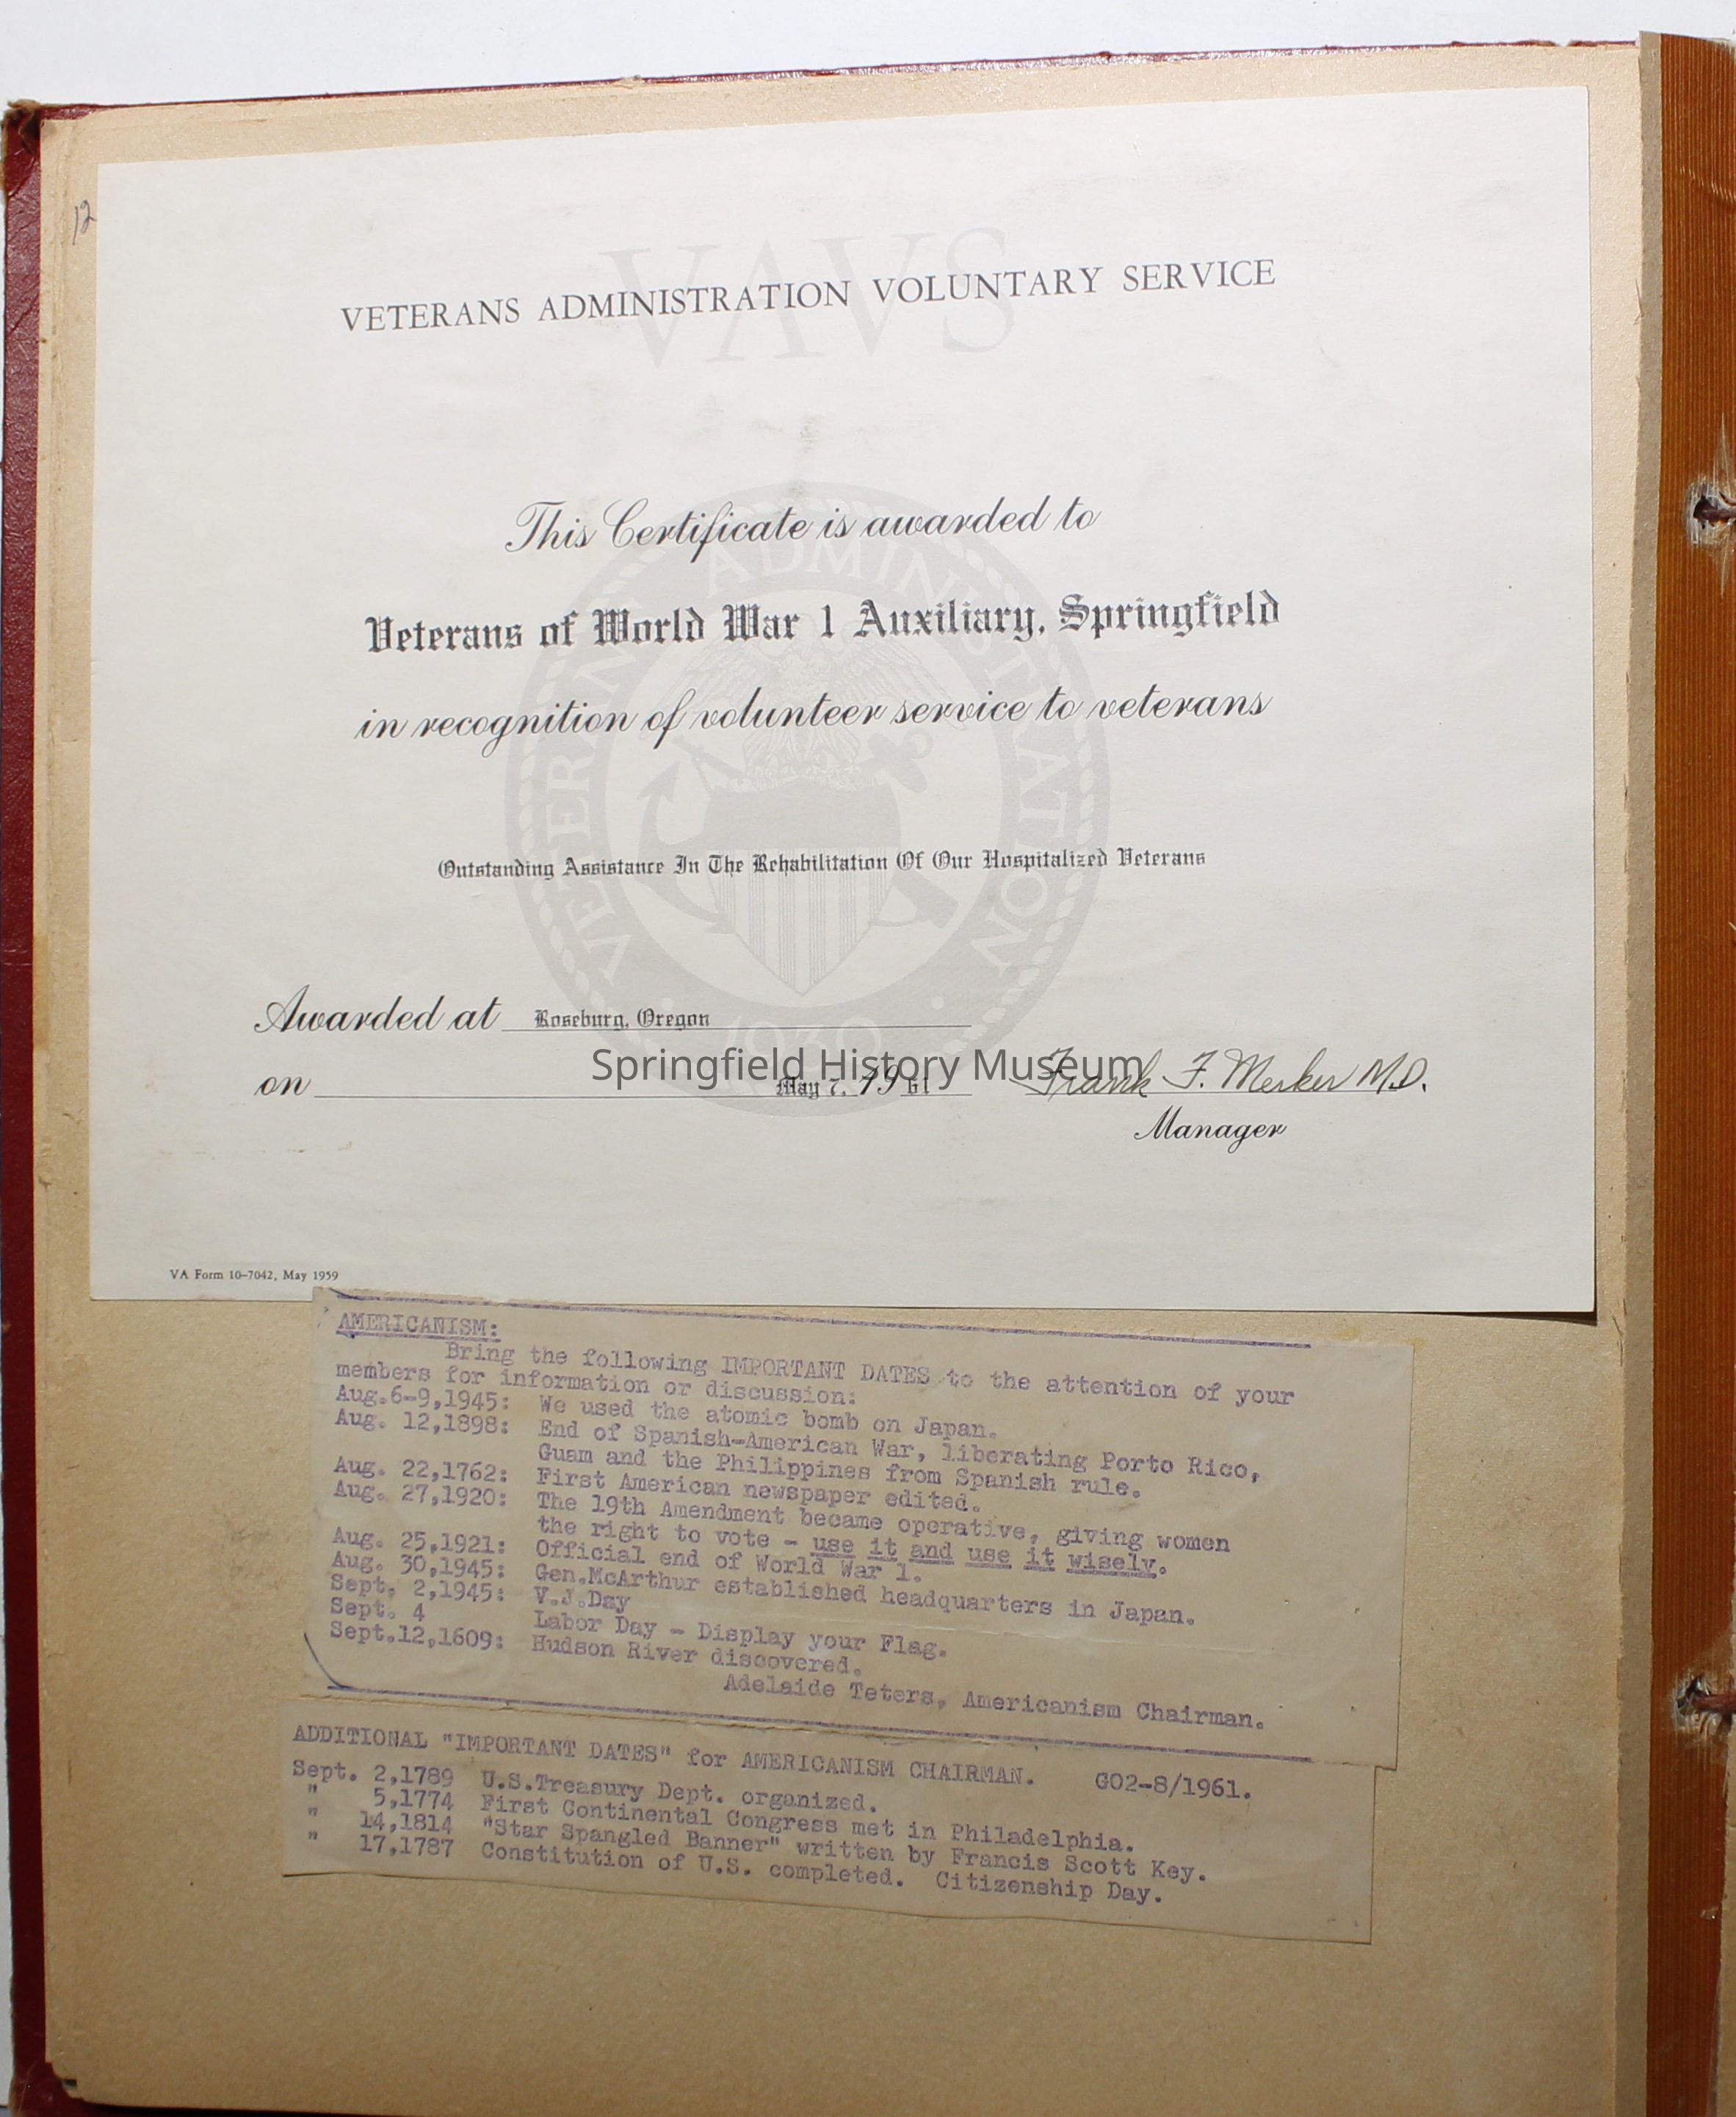 12
VAVS
VETERANS ADMINISTRATION VOLUNTARY SERVICE
This Certificate is awarded to
Veterans of World War 1 Auxiliary, Springfield
in recognition of volunteer service to veterans
VETERANS ADMINISTRATION
1930
Outstanding Assistance In The Rehabilitation Of Our Hospitalized Veterans
Awarded at Roseburg, Oregon
Springfield History Museum
on May 7, 1961 Frank F. Merker M.D.
Manager
VA Form 10-7042, May 1959
AMERICANISM:
Bring the following IMPORTANT DATES to the attention of your
members for information or discussion:
Aug.6-9,1945: We used the atomic bomb on Japan.
Aug. 12,1898: End of Spanish-American War, liberating Porto Rico,
Guam and the Philippines from Spanish rule.
Aug. 22,1762: First American newspaper edited.
Aug. 27,1920: The 19th Amendment became operative, giving women
the right to vote - use it and use it wisely.
Aug. 25,1921: Official end of World War 1.
Aug. 30,1945: Gen.McArthur established headquarters in Japan.
Sept. 2,1945: V.J.Day
Sept. 4 Labor Day - Display your Flag.
Sept.12,1609: Hudson River discovered.
Adelaide Teters, Americanism Chairman.
ADDITIONAL "IMPORTANT DATES" for AMERICANISM CHAIRMAN. GO2-8/1961.
Sept. 2,1789 U.S.Treasury Dept. organized.
" 5,1774 First Continental Congress met in Philadelphia.
" 14,1814 "Star Spangled Banner" written by Francis Scott Key.
" 17,1787 Constitution of U.S. completed. Citizenship Day.